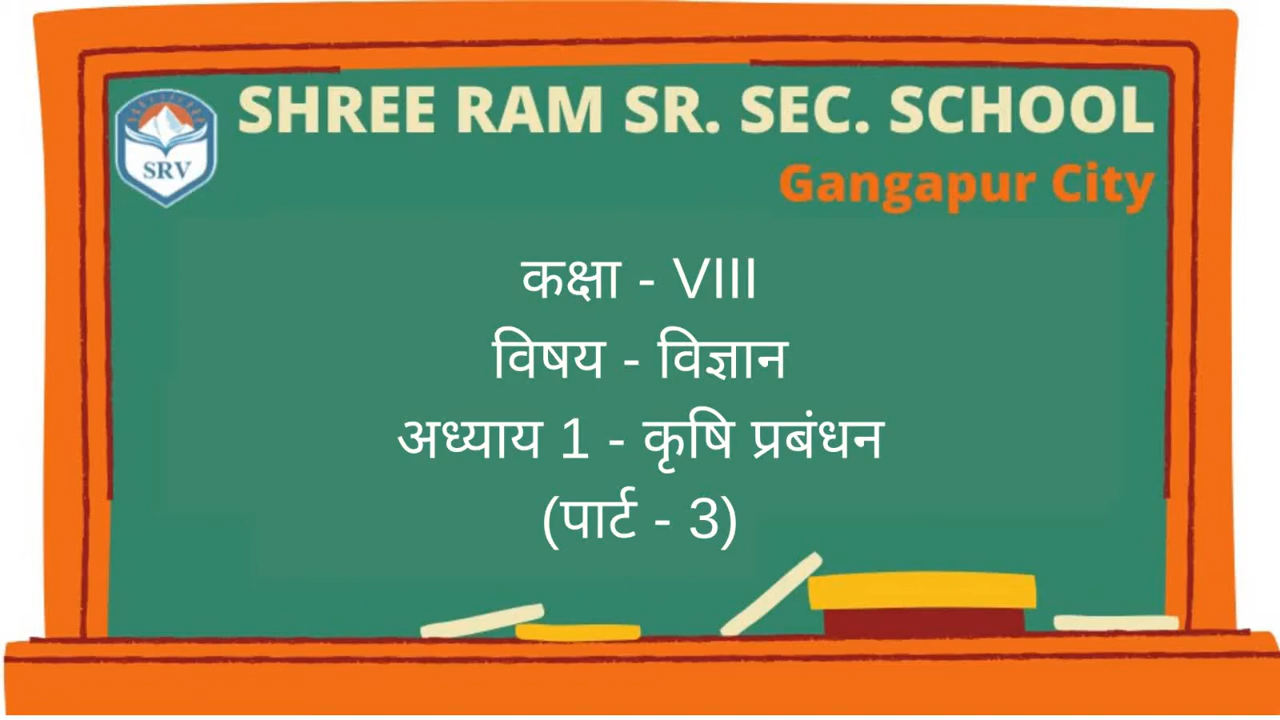 SHREE RAM SR. SEC. SCHOOL
SRV
Gangapur City
कक्षा - VIII
विषय - विज्ञान
अध्याय 1 - कृषि प्रबंधन
(पार्ट - 3)